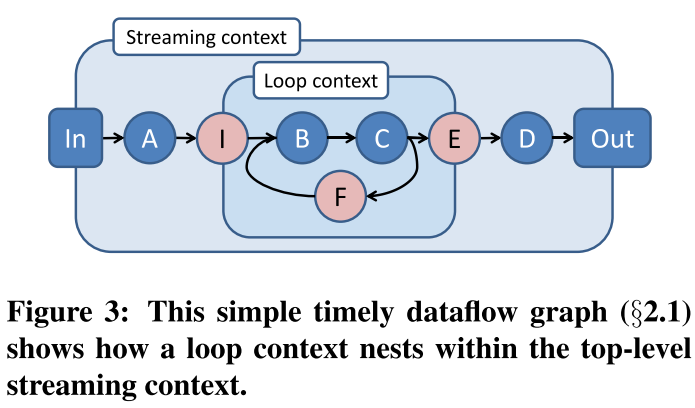 Streaming context
Loop context
In A I B C E D Out
F
Figure 3: This simple timely dataflow graph (§2.1)
shows how a loop context nests within the top-level
streaming context.